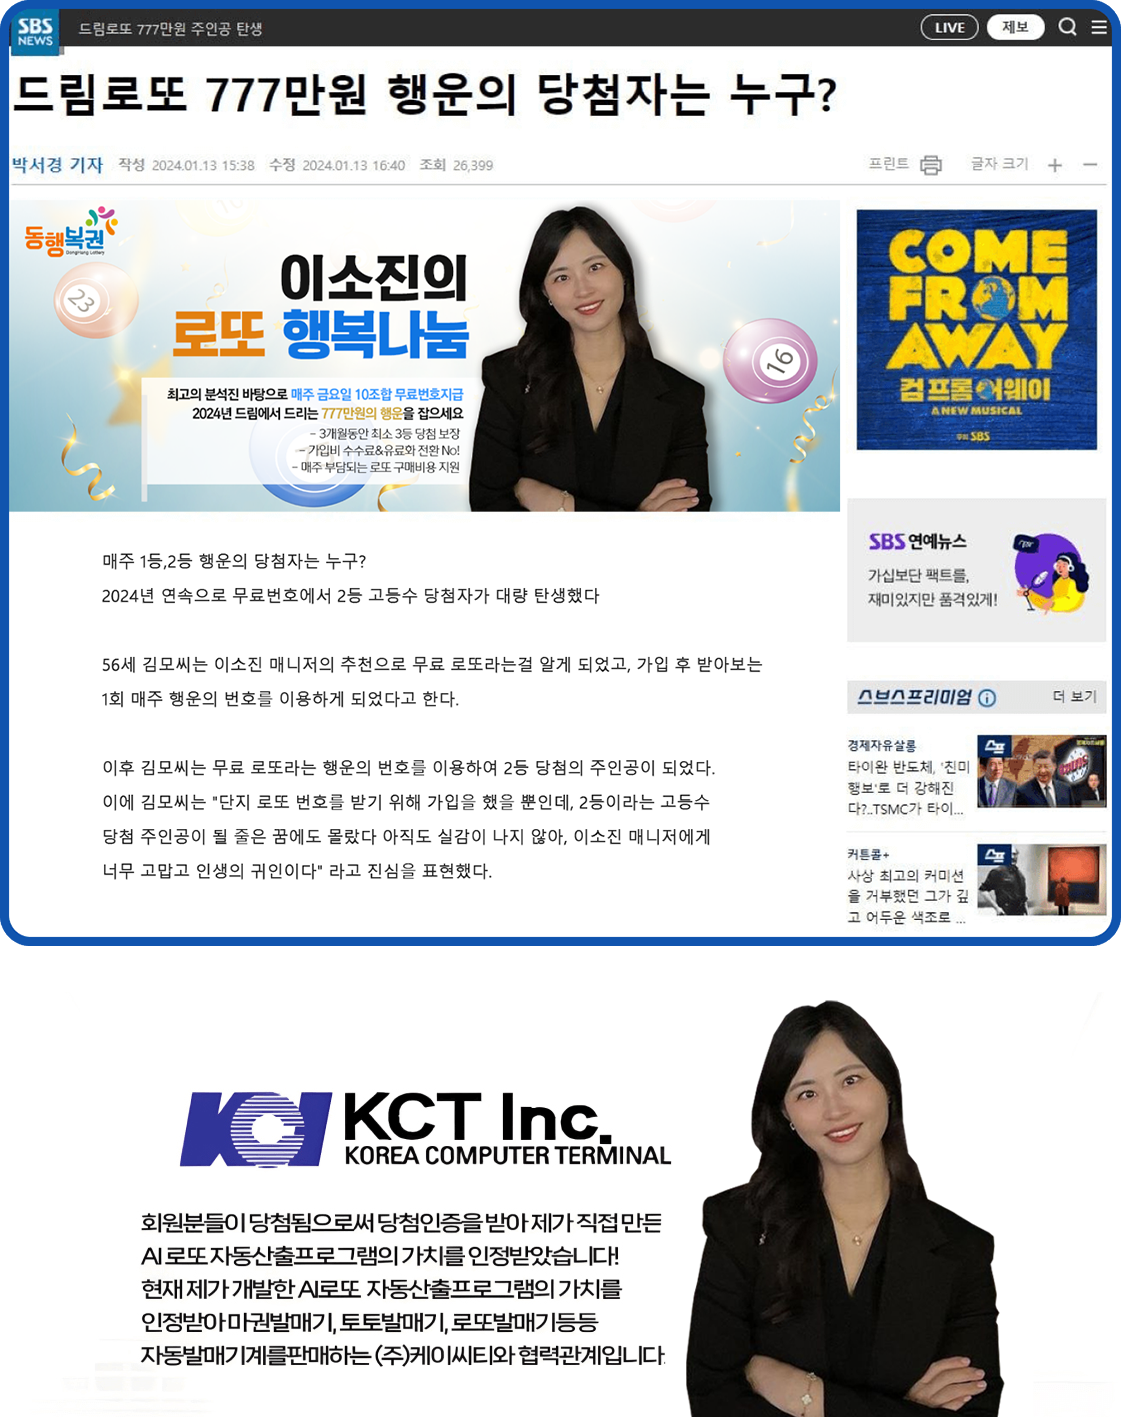 SBS
NEWS
드림로또 777만원 주인공 탄생
LIVE
제보
드림로또 777만원 행운의 당첨자는 누구?
박서경 기자 작성 2024.01.13 15:38 수정 2024.01.13 16:40 조회 26,399
프린트 글자 크기 + −
동행복권
DongHang Lottery
23
16
이소진의
로또 행복나눔
최고의 분석진 바탕으로 매주 금요일 10조합 무료번호지급
2024년 드림에서 드리는 777만원의 행운을 잡으세요
- 3개월동안 최소 3등 당첨 보장
- 가입비 수수료&유료화 전환 No!
- 매주 부담되는 로또 구매비용 지원
COME
FROM
AWAY
컴 프롬 어웨이
A NEW MUSICAL
SBS
매주 1등,2등 행운의 당첨자는 누구?
2024년 연속으로 무료번호에서 2등 고등수 당첨자가 대량 탄생했다
56세 김모씨는 이소진 매니저의 추천으로 무료 로또라는걸 알게 되었고, 가입 후 받아보는
1회 매주 행운의 번호를 이용하게 되었다고 한다.
이후 김모씨는 무료 로또라는 행운의 번호를 이용하여 2등 당첨의 주인공이 되었다.
이에 김모씨는 "단지 로또 번호를 받기 위해 가입을 했을 뿐인데, 2등이라는 고등수
당첨 주인공이 될 줄은 꿈에도 몰랐다 아직도 실감이 나지 않아, 이소진 매니저에게
너무 고맙고 인생의 귀인이다" 라고 진심을 표현했다.
SBS 연예뉴스
가십보단 팩트를,
재미있지만 품격있게!
스브스프리미엄
더 보기
경제자유살롱
타이완 반도체, '친미
행보'로 더 강해진
다?..TSMC가 타이...
스프
커튼콜+
사상 최고의 커미션
을 거부했던 그가 깊
고 어두운 색조로 ...
스프
KCT Inc.
KOREA COMPUTER TERMINAL
회원분들이 당첨됨으로써 당첨인증을 받아 제가 직접 만든
AI 로또 자동산출프로그램의 가치를 인정받았습니다!
현재 제가 개발한 AI로또 자동산출프로그램의 가치를
인정받아 마권발매기, 토토발매기, 로또발매기등등
자동발매기계를판매하는 (주)케이씨티와 협력관계입니다.